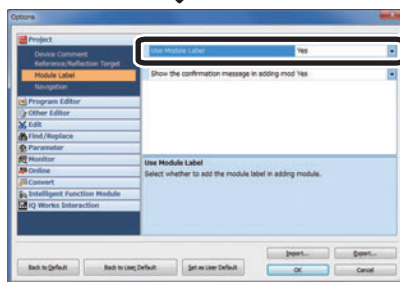 Options
Project
Device Comment
Reference/Reflection Target
Module Label
Navigation
Program Editor
Other Editor
Edit
Find/Replace
Parameter
Monitor
Online
Convert
Intelligent Function Module
iQ Works Interaction
Use Module Label Yes
Show the confirmation message in adding mod Yes
Use Module Label
Select whether to add the module label in adding module.
Import... Export...
Back to Default Back to User Default Set as User Default OK Cancel